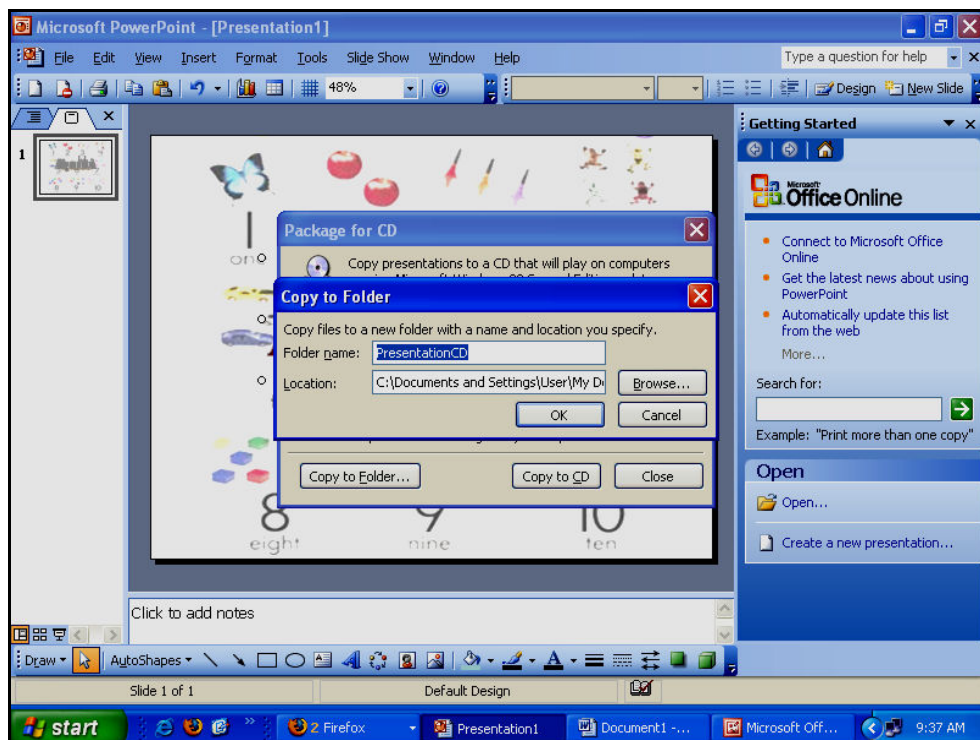 Microsoft PowerPoint - [Presentation1]
File Edit View Insert Format Tools Slide Show Window Help
Type a question for help
48%
Design New Slide
1
one
8 9 10
eight nine ten
Package for CD
Copy presentations to a CD that will play on computers
Copy to Folder
Copy files to a new folder with a name and location you specify.
Folder name: PresentationCD
Location: C:\Documents and Settings\User\My D
Browse...
OK Cancel
Copy to Folder... Copy to CD Close
Getting Started
Microsoft
Office Online
Connect to Microsoft Office
Online
Get the latest news about using
PowerPoint
Automatically update this list
from the web
More...
Search for:
Example: "Print more than one copy"
Open
Open...
Create a new presentation...
Click to add notes
Draw AutoShapes
Slide 1 of 1 Default Design
start 2 Firefox Presentation1 Document1 -... Microsoft Off... 9:37 AM